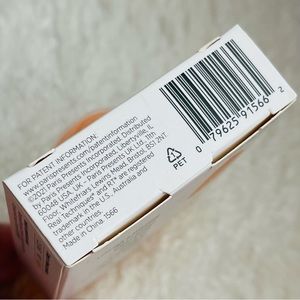 FOR PATENT INFORMATION:
www.parispresents.com/patentinformation
©2021 Paris Presents Incorporated. Distributed
by Paris Presents Incorporated, Libertyville, IL
60048 USA. UK - Paris Presents Ltd, 11th
Floor, Whitefriars Lewins Mead, Bristol, BS1 2NT.
Real Techniques® and RT® are registered
trademarks in the U.S., Australia and
other countries.
Made in China. 1566
PET
0 79625 91566 2